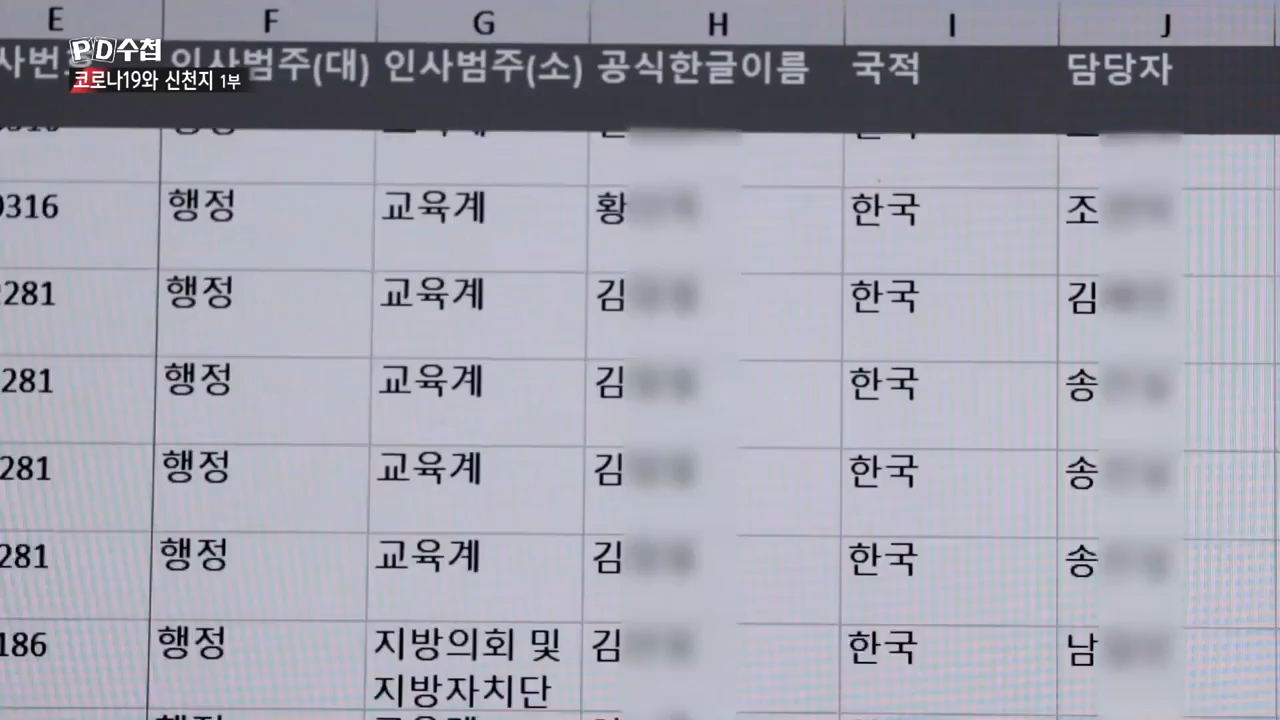 E F G H I J
PD수첩
코로나19와 신천지 1부
인사범주(대) 인사범주(소) 공식한글이름 국적 담당자
0316 행정 교육계 황 한국 조
281 행정 교육계 김 한국 김
281 행정 교육계 김 한국 송
281 행정 교육계 김 한국 송
281 행정 교육계 김 한국 송
186 행정 지방의회 및 김 한국 남
지방자치단